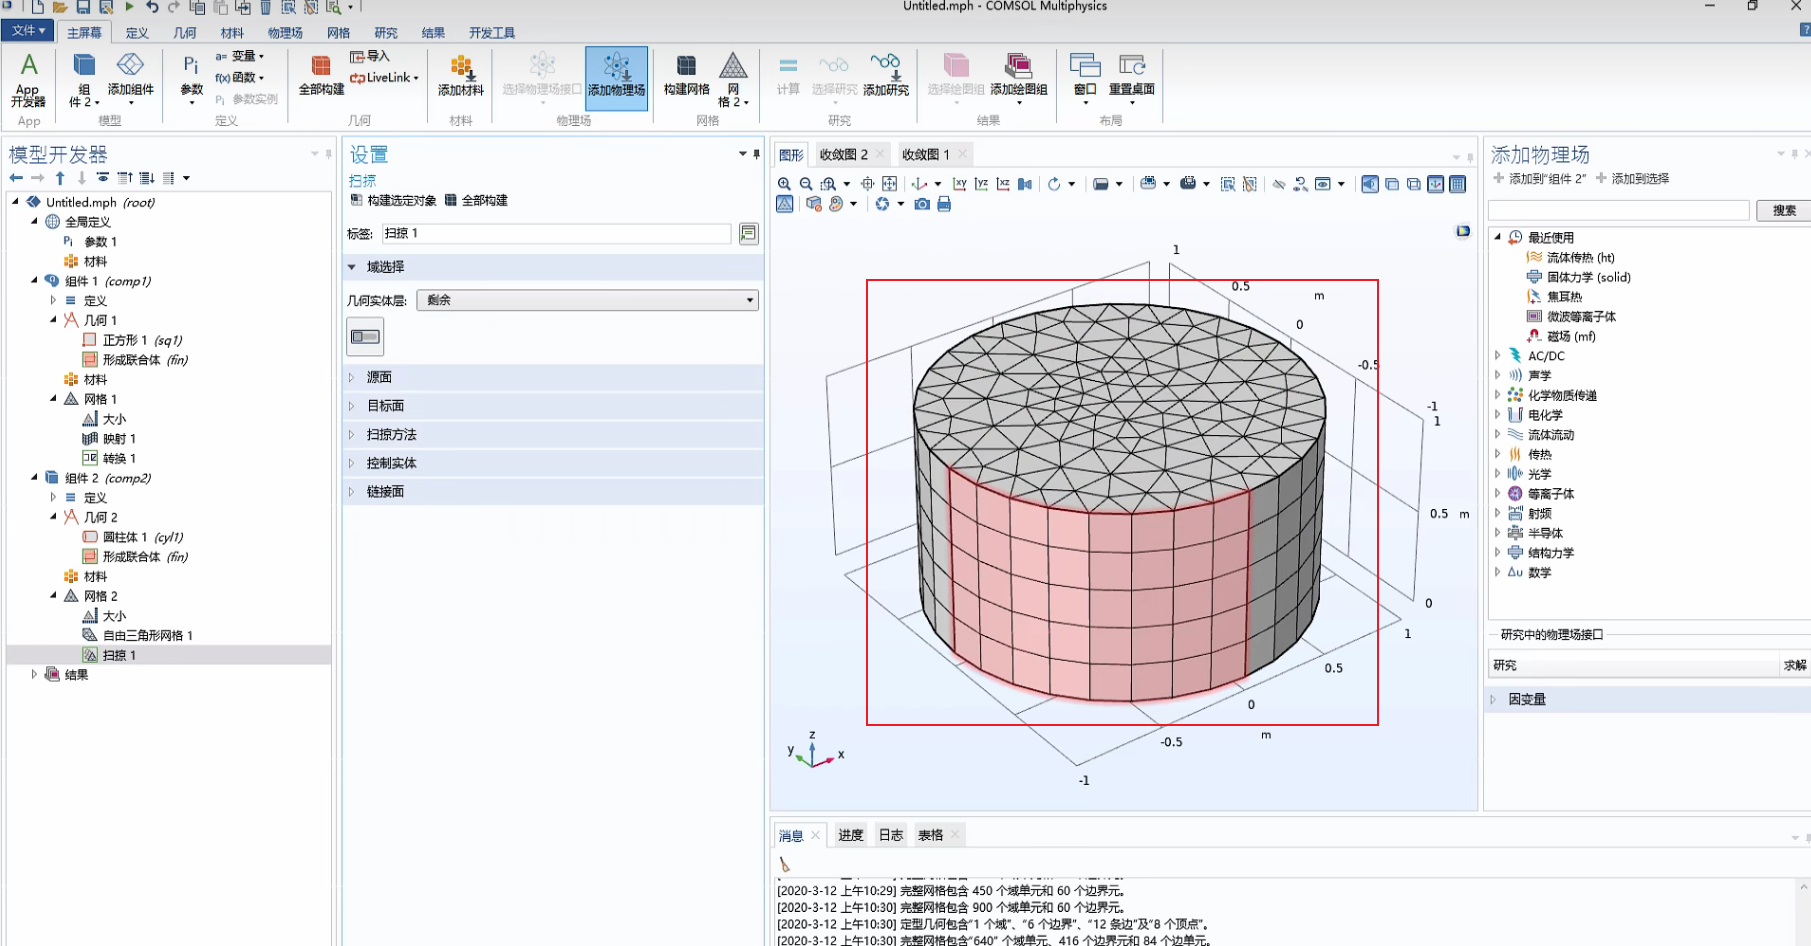 Untitled.mph - COMSOL Multiphysics
文件▾ 主屏幕 定义 几何 材料 物理场 网格 研究 结果 开发工具
App 开发器
组件 2
添加组件
Pi 参数
a= 变量
f(x) 函数
Pi 参数实例
全部构建
导入
LiveLink
添加材料
选择物理场接口
添加物理场
构建网格
网格 2
计算
选择研究
添加研究
选择绘图组
添加绘图组
窗口
重置桌面
App 模型 定义 几何 材料 物理场 网格 研究 结果 布局
模型开发器
Untitled.mph (root)
全局定义
Pi 参数 1
材料
组件 1 (comp1)
定义
几何 1
正方形 1 (sq1)
形成联合体 (fin)
材料
网格 1
大小
映射 1
转换 1
组件 2 (comp2)
定义
几何 2
圆柱体 1 (cyl1)
形成联合体 (fin)
材料
网格 2
大小
自由三角形网格 1
扫掠 1
结果
设置
扫掠
构建选定对象 全部构建
标签: 扫掠 1
域选择
几何实体层: 剩余
源面
目标面
扫掠方法
控制实体
链接面
图形 收敛图 2 收敛图 1
xy yz xz
1
0.5
m
0
-0.5
-1
1
0.5 m
0
1
0.5
0
m
-0.5
-1
z
y
x
消息 进度 日志 表格
[2020-3-12 上午10:29] 完整网格包含 450 个域单元和 60 个边界元。
[2020-3-12 上午10:30] 完整网格包含 900 个域单元和 60 个边界元。
[2020-3-12 上午10:30] 定型几何包含“1 个域”、“6 个边界”、“12 条边”及“8 个顶点”。
[2020-3-12 上午10:30] 完整网格包含“640” 个域单元、416 个边界元和 84 个边单元。
添加物理场
添加到“组件 2” 添加到选择
搜索
最近使用
流体传热 (ht)
固体力学 (solid)
焦耳热
微波等离子体
磁场 (mf)
AC/DC
声学
化学物质传递
电化学
流体流动
传热
光学
等离子体
射频
半导体
结构力学
Δu 数学
研究中的物理场接口
研究 求解
因变量